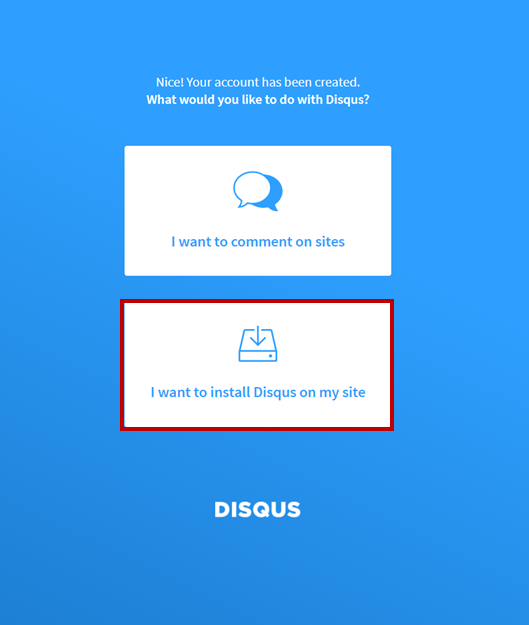 Nice! Your account has been created.
What would you like to do with Disqus?
I want to comment on sites
I want to install Disqus on my site
DISQUS